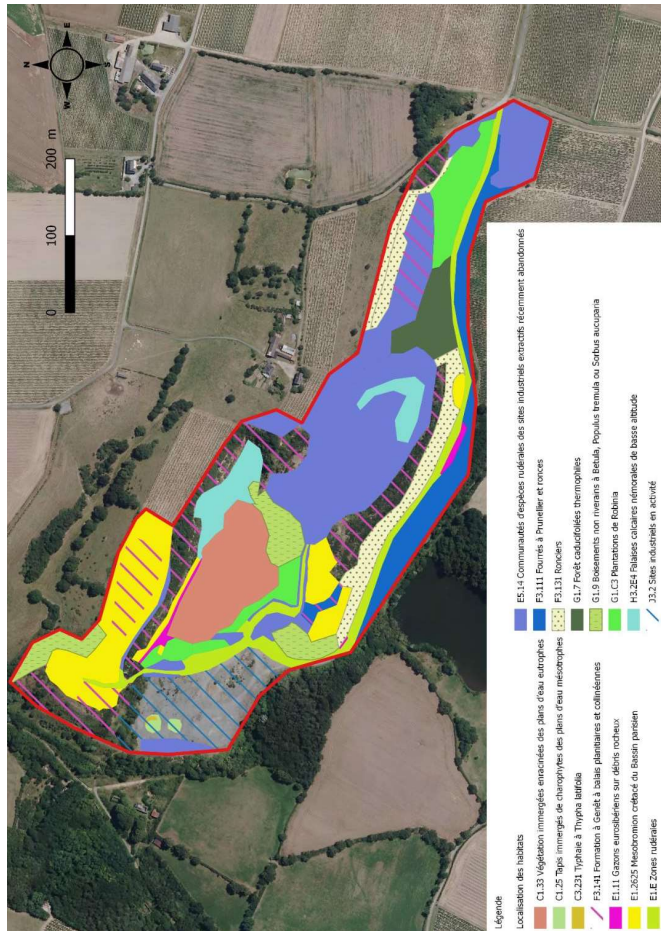 N
E
S
W
0 100 200 m
Légende
Localisation des habitats
C1.33 Végétation immergées enracinées des plans d'eau eutrophes
C1.25 Tapis immergés de charophytes des plans d'eau mésotrophes
C3.231 Typhaie à Thypha latifolia
F3.141 Formation à Genêt à balais planitiaires et collinéennes
E1.11 Gazons eurosibériens sur débris rocheux
E1.2625 Mesobromion crétacé du Bassin parisien
E1.E Zones rudérales
E5.14 Communautés d'espèces rudérales des sites industriels extractifs récemment abandonnés
F3.111 Fourrés à Prunellier et ronces
F3.131 Ronciers
G1.7 Forêt caducifoliées thermophiles
G1.9 Boisements non riverains à Betula, Populus tremula ou Sorbus aucuparia
G1.C3 Plantations de Robinia
H3.2E4 Falaises calcaires némorales de basse altitude
J3.2 Sites industriels en activité